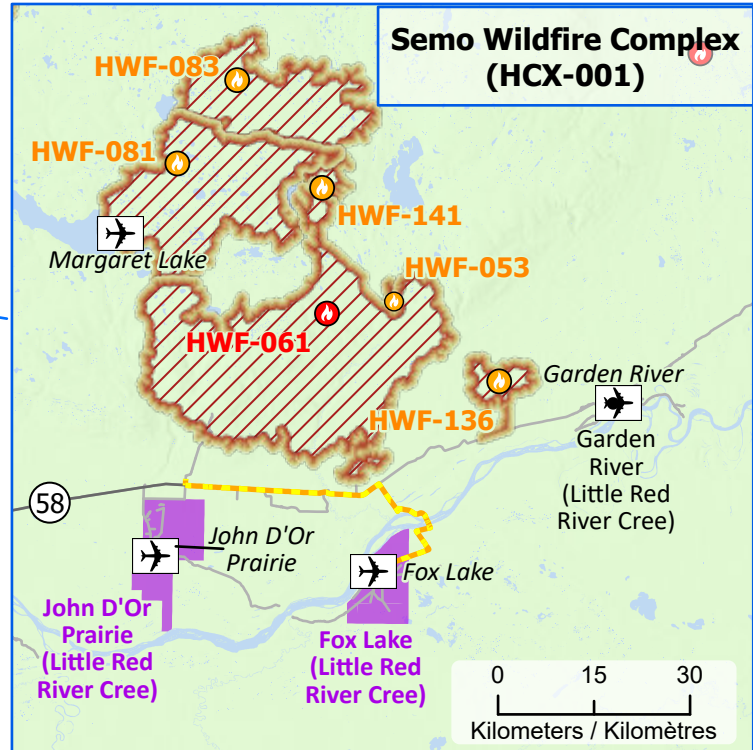 Semo Wildfire Complex
(HCX-001)
HWF-083
HWF-081
HWF-141
Margaret Lake
HWF-053
HWF-061
Garden River
HWF-136
Garden
River
(Little Red
River Cree)
58
John D'Or
Prairie
Fox Lake
John D'Or
Prairie
(Little Red
River Cree)
Fox Lake
(Little Red
River Cree)
0 15 30
Kilometers / Kilomètres